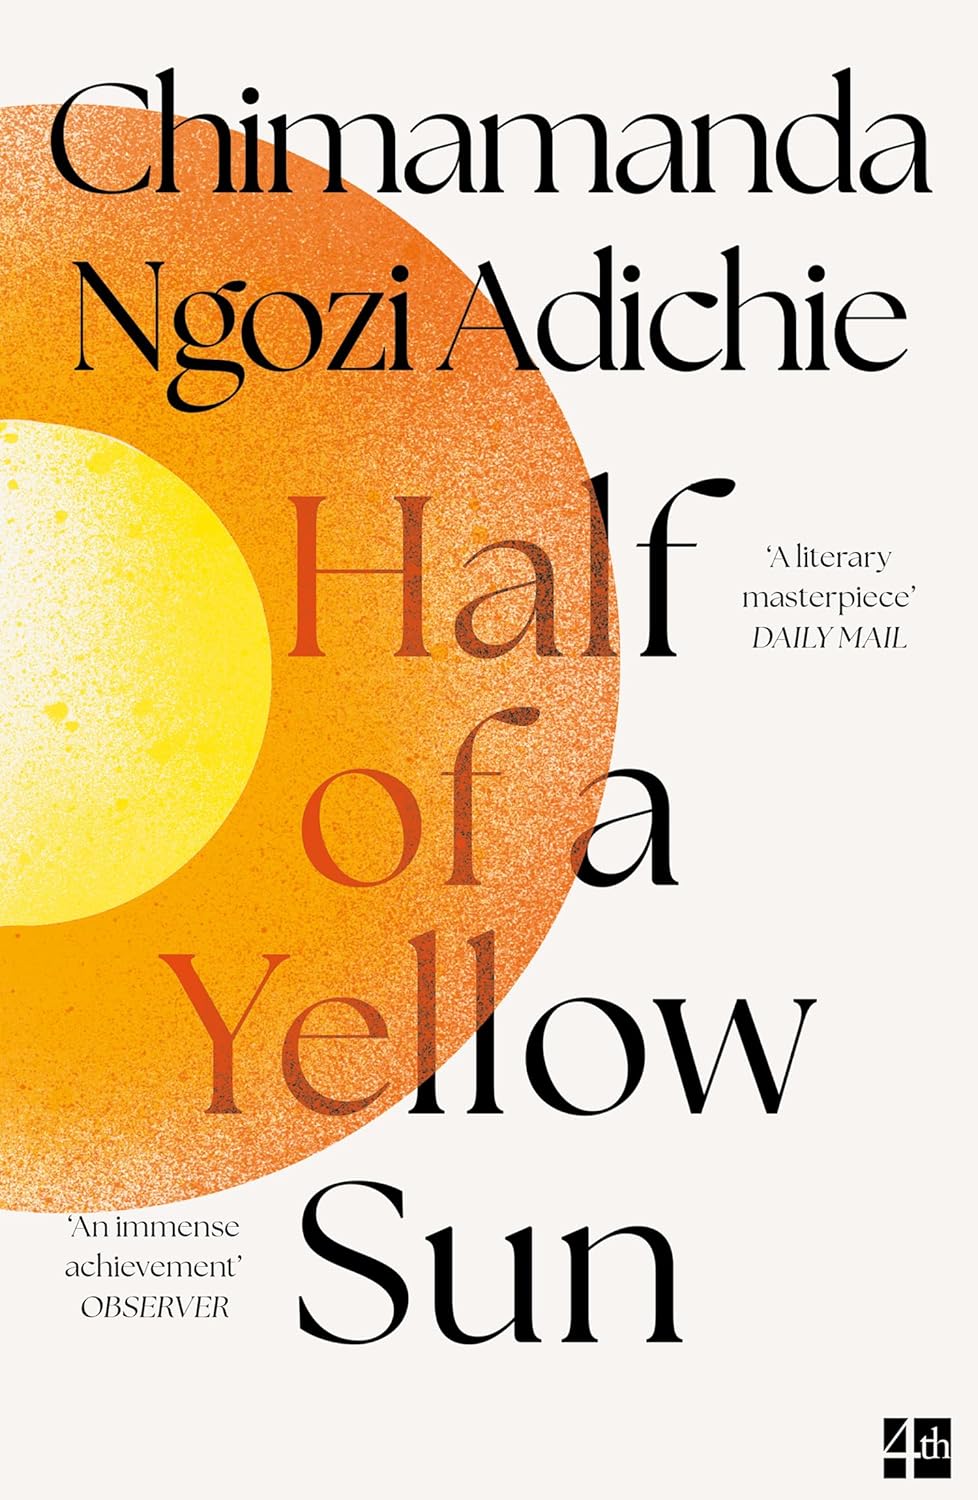 Chimamanda
Ngozi Adichie
Half
of a
Yellow
Sun
‘A literary
masterpiece’
DAILY MAIL
‘An immense
achievement’
OBSERVER
4th